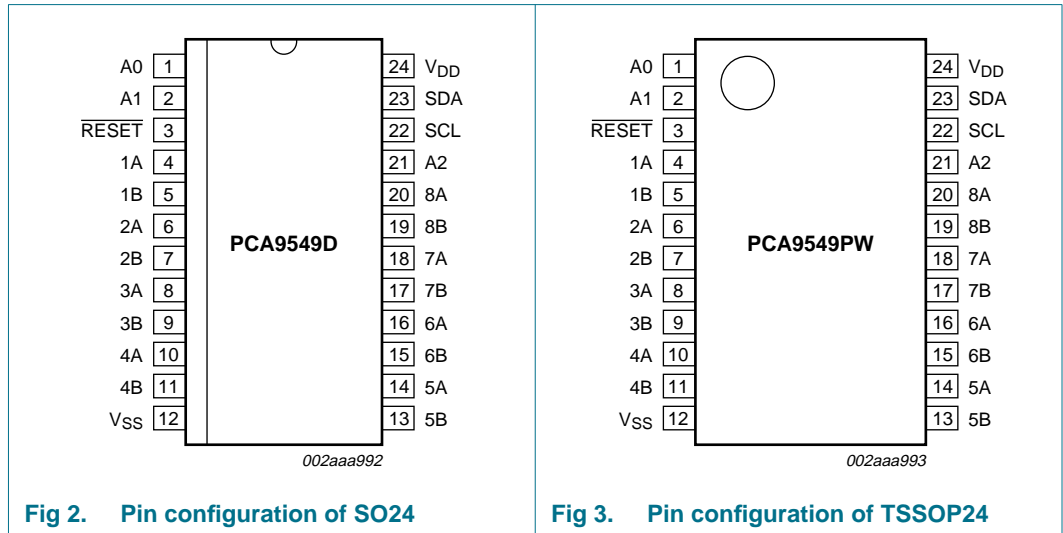 A0 1 24 VDD
A1 2 23 SDA
RESET 3 22 SCL
1A 4 21 A2
1B 5 20 8A
2A 6 19 8B
PCA9549D
2B 7 18 7A
3A 8 17 7B
3B 9 16 6A
4A 10 15 6B
4B 11 14 5A
VSS 12 13 5B
002aaa992
Fig 2. Pin configuration of SO24
A0 1 24 VDD
A1 2 23 SDA
RESET 3 22 SCL
1A 4 21 A2
1B 5 20 8A
2A 6 19 8B
PCA9549PW
2B 7 18 7A
3A 8 17 7B
3B 9 16 6A
4A 10 15 6B
4B 11 14 5A
VSS 12 13 5B
002aaa993
Fig 3. Pin configuration of TSSOP24